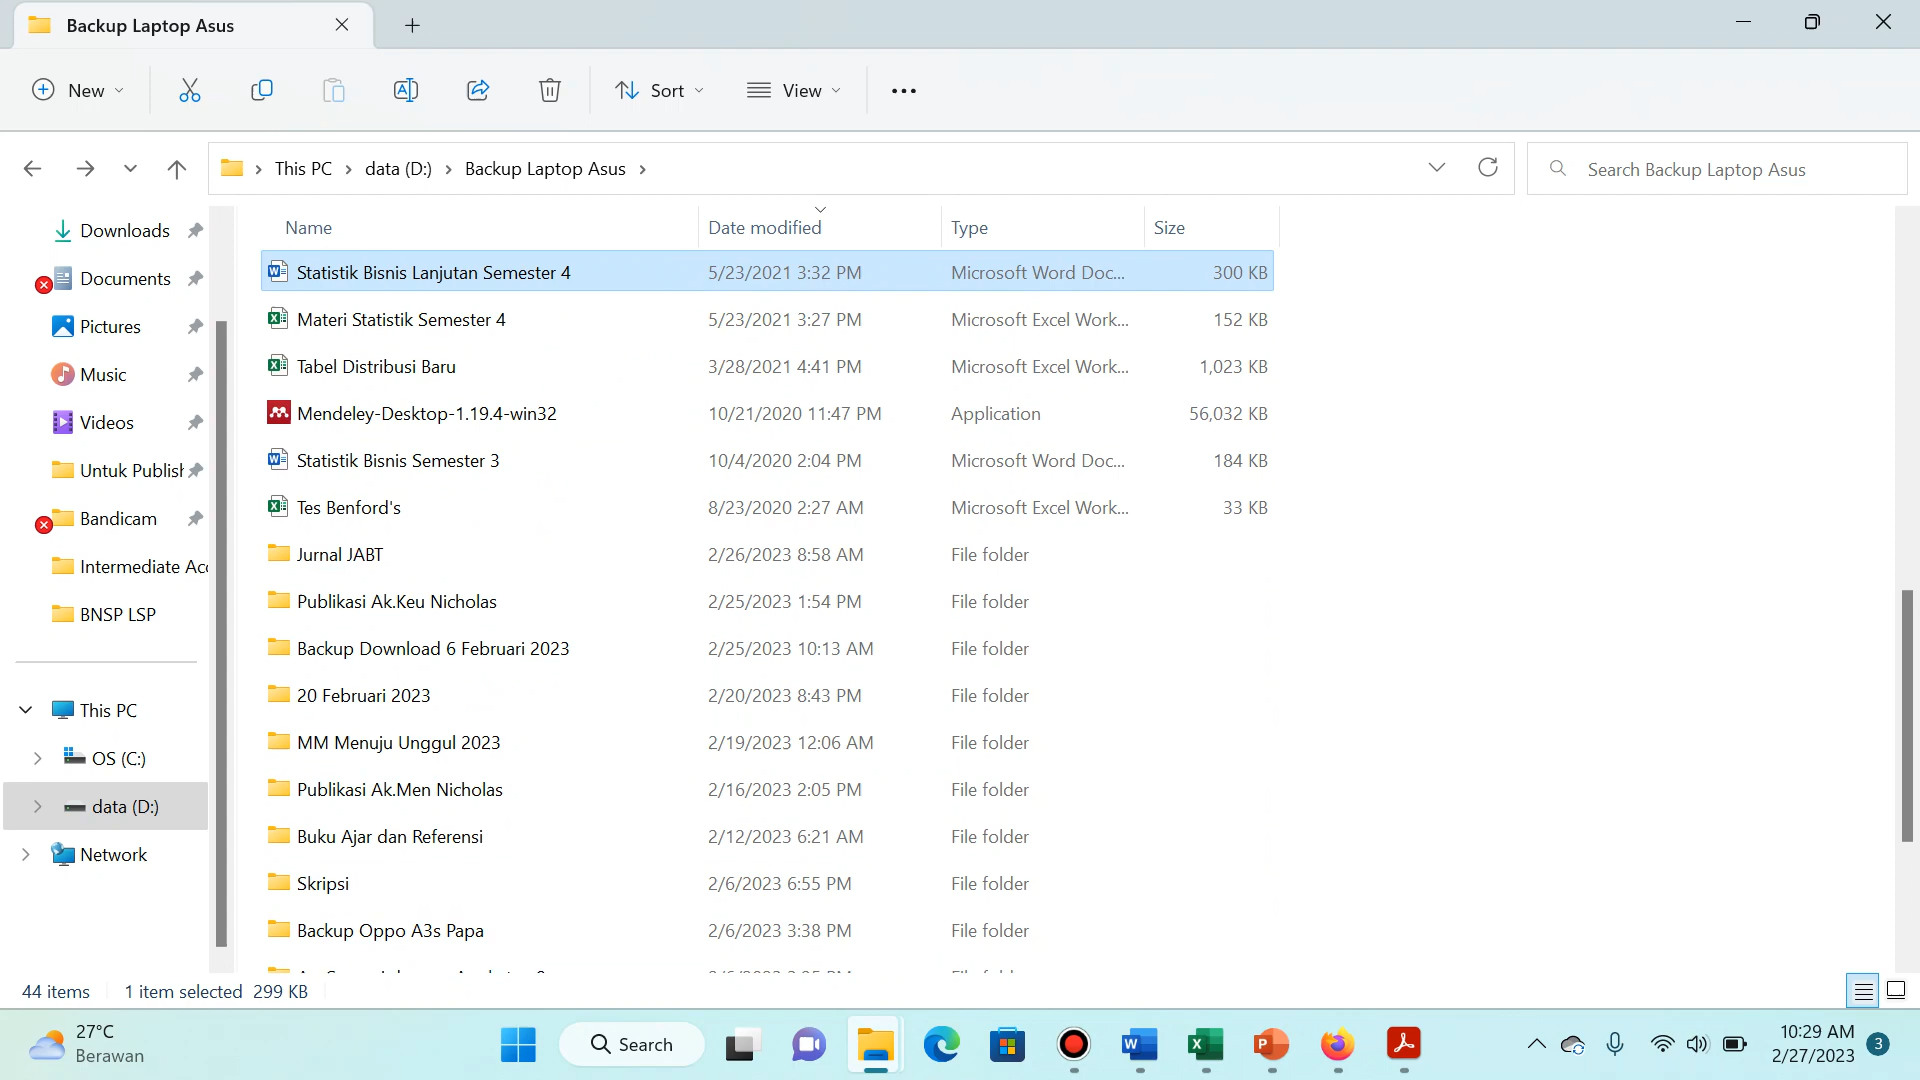 Backup Laptop Asus
New
Sort
View
This PC
data (D:)
Backup Laptop Asus
Search Backup Laptop Asus
Downloads
Documents
Pictures
Music
Videos
Untuk Publish
Bandicam
Intermediate Acc
BNSP LSP
This PC
OS (C:)
data (D:)
Network
Name Date modified Type Size
Statistik Bisnis Lanjutan Semester 4 5/23/2021 3:32 PM Microsoft Word Doc... 300 KB
Materi Statistik Semester 4 5/23/2021 3:27 PM Microsoft Excel Work... 152 KB
Tabel Distribusi Baru 3/28/2021 4:41 PM Microsoft Excel Work... 1,023 KB
Mendeley-Desktop-1.19.4-win32 10/21/2020 11:47 PM Application 56,032 KB
Statistik Bisnis Semester 3 10/4/2020 2:04 PM Microsoft Word Doc... 184 KB
Tes Benford's 8/23/2020 2:27 AM Microsoft Excel Work... 33 KB
Jurnal JABT 2/26/2023 8:58 AM File folder
Publikasi Ak.Keu Nicholas 2/25/2023 1:54 PM File folder
Backup Download 6 Februari 2023 2/25/2023 10:13 AM File folder
20 Februari 2023 2/20/2023 8:43 PM File folder
MM Menuju Unggul 2023 2/19/2023 12:06 AM File folder
Publikasi Ak.Men Nicholas 2/16/2023 2:05 PM File folder
Buku Ajar dan Referensi 2/12/2023 6:21 AM File folder
Skripsi 2/6/2023 6:55 PM File folder
Backup Oppo A3s Papa 2/6/2023 3:38 PM File folder
44 items 1 item selected 299 KB
27°C
Berawan
Search
10:29 AM
2/27/2023
3